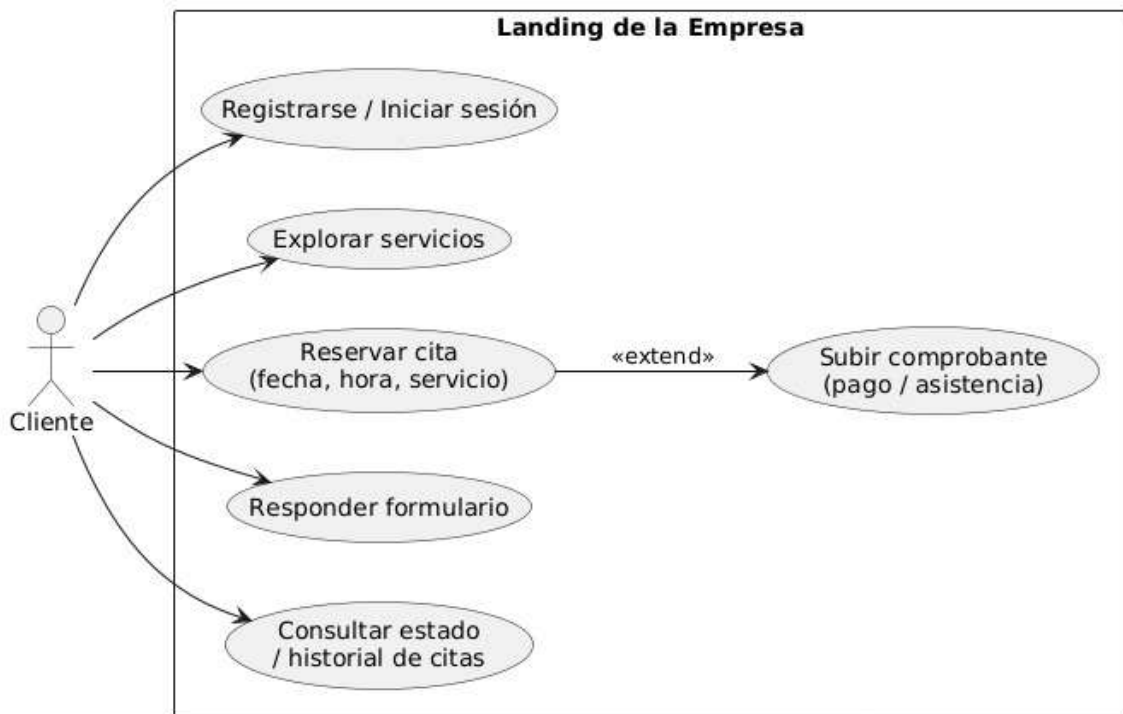 Landing de la Empresa
Registrarse / Iniciar sesión
Explorar servicios
Reservar cita
(fecha, hora, servicio)
«extend»
Subir comprobante
(pago / asistencia)
Cliente
Responder formulario
Consultar estado
/ historial de citas